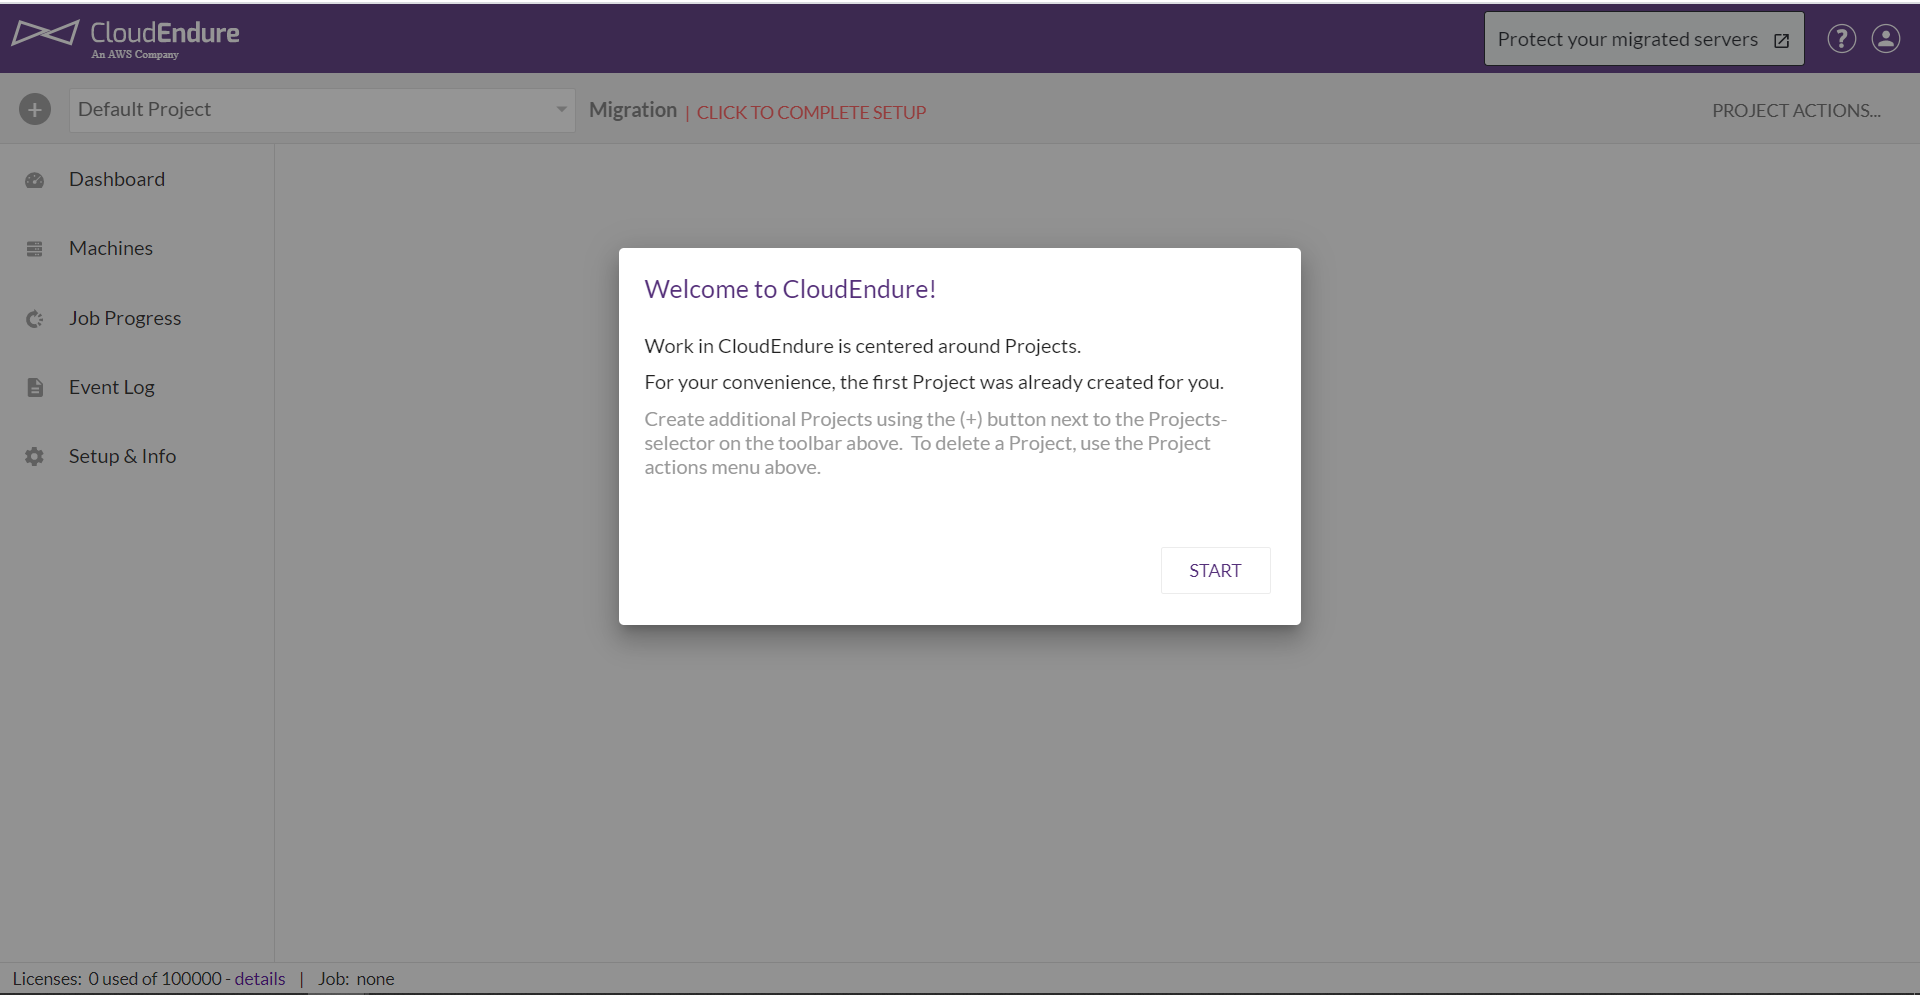 CloudEndure
An AWS Company
Protect your migrated servers
?
+
Default Project
Migration | CLICK TO COMPLETE SETUP
PROJECT ACTIONS...
Dashboard
Machines
Job Progress
Event Log
Setup & Info
Welcome to CloudEndure!
Work in CloudEndure is centered around Projects.
For your convenience, the first Project was already created for you.
Create additional Projects using the (+) button next to the Projects-
selector on the toolbar above. To delete a Project, use the Project
actions menu above.
START
Licenses: 0 used of 100000 - details | Job: none